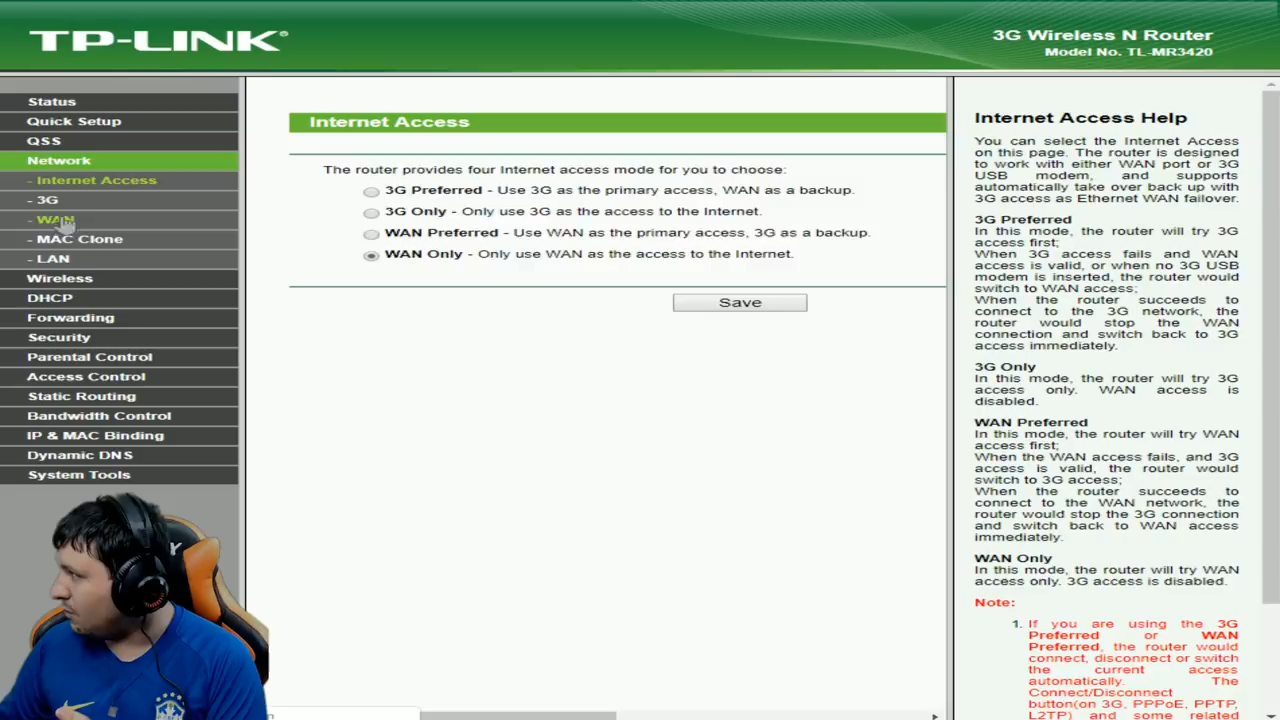 TP-LINK®
3G Wireless N Router
Model No. TL-MR3420
Status
Quick Setup
QSS
Network
- Internet Access
- 3G
- WAN
- MAC Clone
- LAN
Wireless
DHCP
Forwarding
Security
Parental Control
Access Control
Static Routing
Bandwidth Control
IP & MAC Binding
Dynamic DNS
System Tools
Internet Access
The router provides four Internet access mode for you to choose:
3G Preferred - Use 3G as the primary access, WAN as a backup.
3G Only - Only use 3G as the access to the Internet.
WAN Preferred - Use WAN as the primary access, 3G as a backup.
WAN Only - Only use WAN as the access to the Internet.
Save
Internet Access Help
You can select the Internet Access
on this page. The router is designed
to work with either WAN port or 3G
USB modem, and supports
automatically take over back up with
3G access as Ethernet WAN failover.
3G Preferred
In this mode, the router will try 3G
access first;
When 3G access fails and WAN
access is valid, or when no 3G USB
modem is inserted, the router would
switch to WAN access;
When the router succeeds to
connect to the 3G network, the
router would stop the WAN
connection and switch back to 3G
access immediately.
3G Only
In this mode, the router will try 3G
access only. WAN access is
disabled.
WAN Preferred
In this mode, the router will try WAN
access first;
When the WAN access fails, and 3G
access is valid, the router would
switch to 3G access;
When the router succeeds to
connect to the WAN network, the
router would stop the 3G connection
and switch back to WAN access
immediately.
WAN Only
In this mode, the router will try WAN
access only. 3G access is disabled.
Note:
1. If you are using the 3G
Preferred or WAN
Preferred, the router would
connect, disconnect or switch
the current access
automatically. The
Connect/Disconnect
button(on 3G, PPPoE, PPTP,
L2TP) and some related